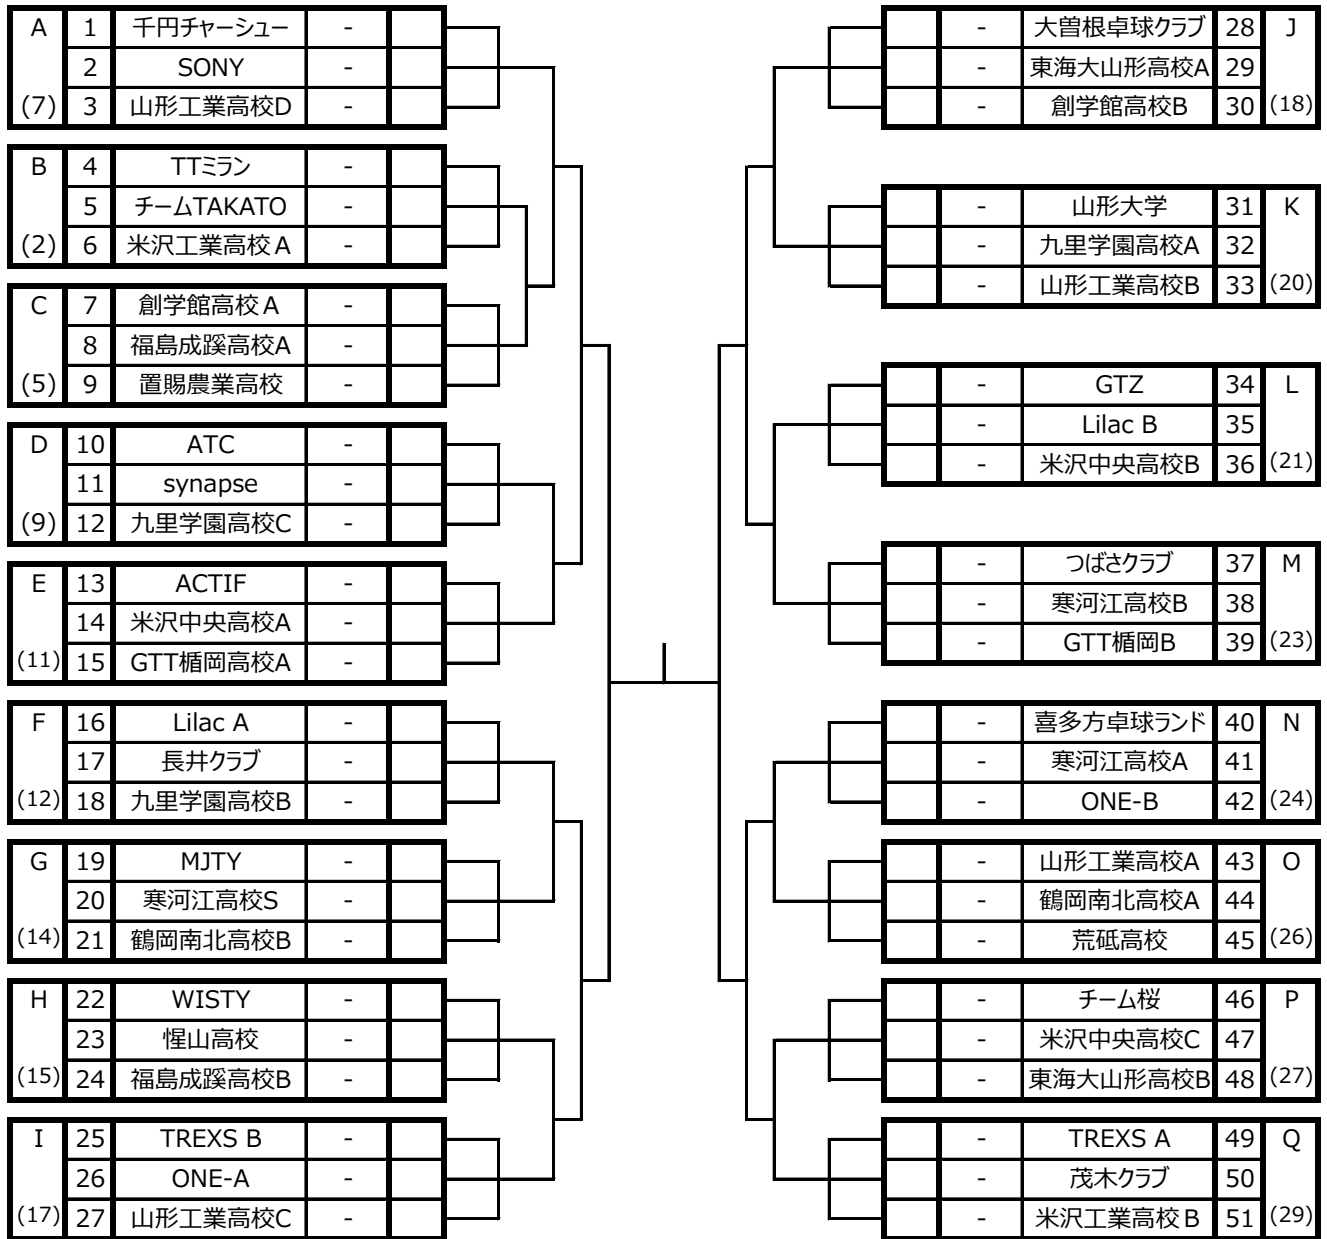 A 1 千円チャーシュー -
2 SONY -
(7) 3 山形工業高校D -
B 4 TTミラン -
5 チームTAKATO -
(2) 6 米沢工業高校A -
C 7 創学館高校A -
8 福島成蹊高校A -
(5) 9 置賜農業高校 -
D 10 ATC -
11 synapse -
(9) 12 九里学園高校C -
E 13 ACTIF -
14 米沢中央高校A -
(11) 15 GTT楯岡高校A -
F 16 Lilac A -
17 長井クラブ -
(12) 18 九里学園高校B -
G 19 MJTY -
20 寒河江高校S -
(14) 21 鶴岡南北高校B -
H 22 WISTY -
23 惺山高校 -
(15) 24 福島成蹊高校B -
I 25 TREXS B -
26 ONE-A -
(17) 27 山形工業高校C -
- 大曽根卓球クラブ 28 J
- 東海大山形高校A 29
- 創学館高校B 30 (18)
- 山形大学 31 K
- 九里学園高校A 32
- 山形工業高校B 33 (20)
- GTZ 34 L
- Lilac B 35
- 米沢中央高校B 36 (21)
- つばさクラブ 37 M
- 寒河江高校B 38
- GTT楯岡B 39 (23)
- 喜多方卓球ランド 40 N
- 寒河江高校A 41
- ONE-B 42 (24)
- 山形工業高校A 43 O
- 鶴岡南北高校A 44
- 荒砥高校 45 (26)
- チーム桜 46 P
- 米沢中央高校C 47
- 東海大山形高校B 48 (27)
- TREXS A 49 Q
- 茂木クラブ 50
- 米沢工業高校B 51 (29)